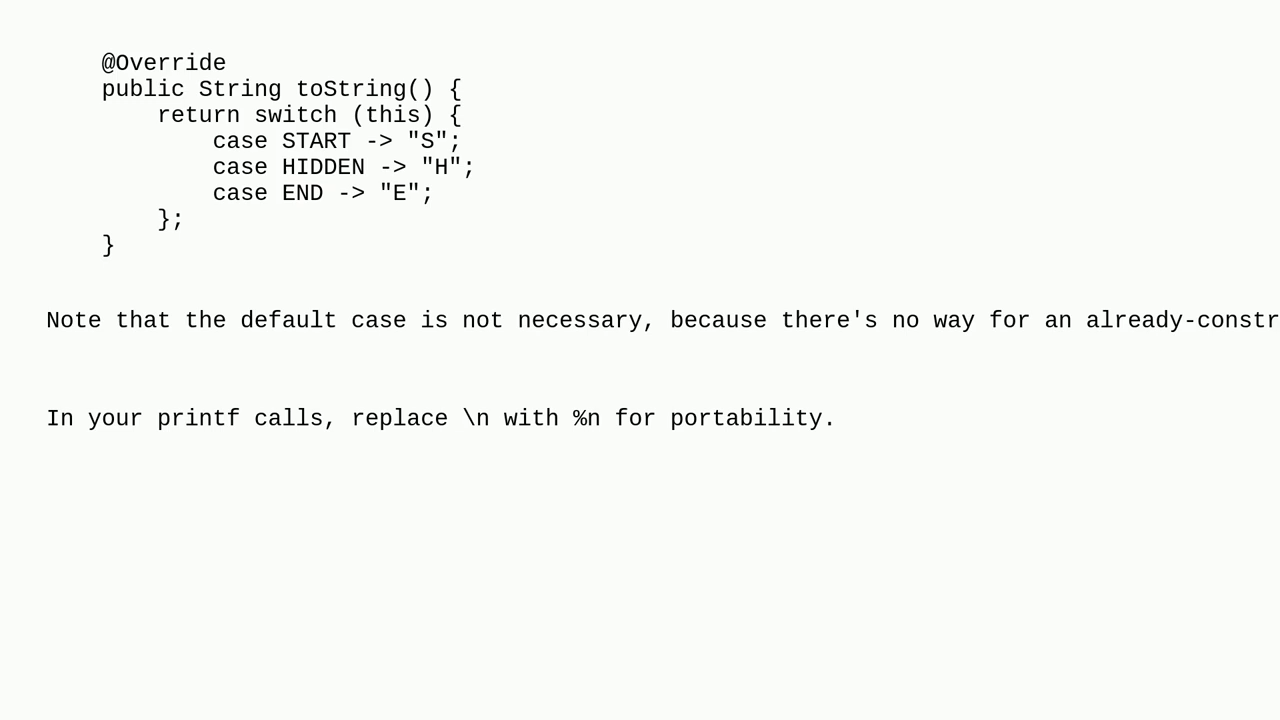 @Override
public String toString() {
return switch (this) {
case START -> "S";
case HIDDEN -> "H";
case END -> "E";
};
}
Note that the default case is not necessary, because there's no way for an already-constr
In your printf calls, replace \n with %n for portability.